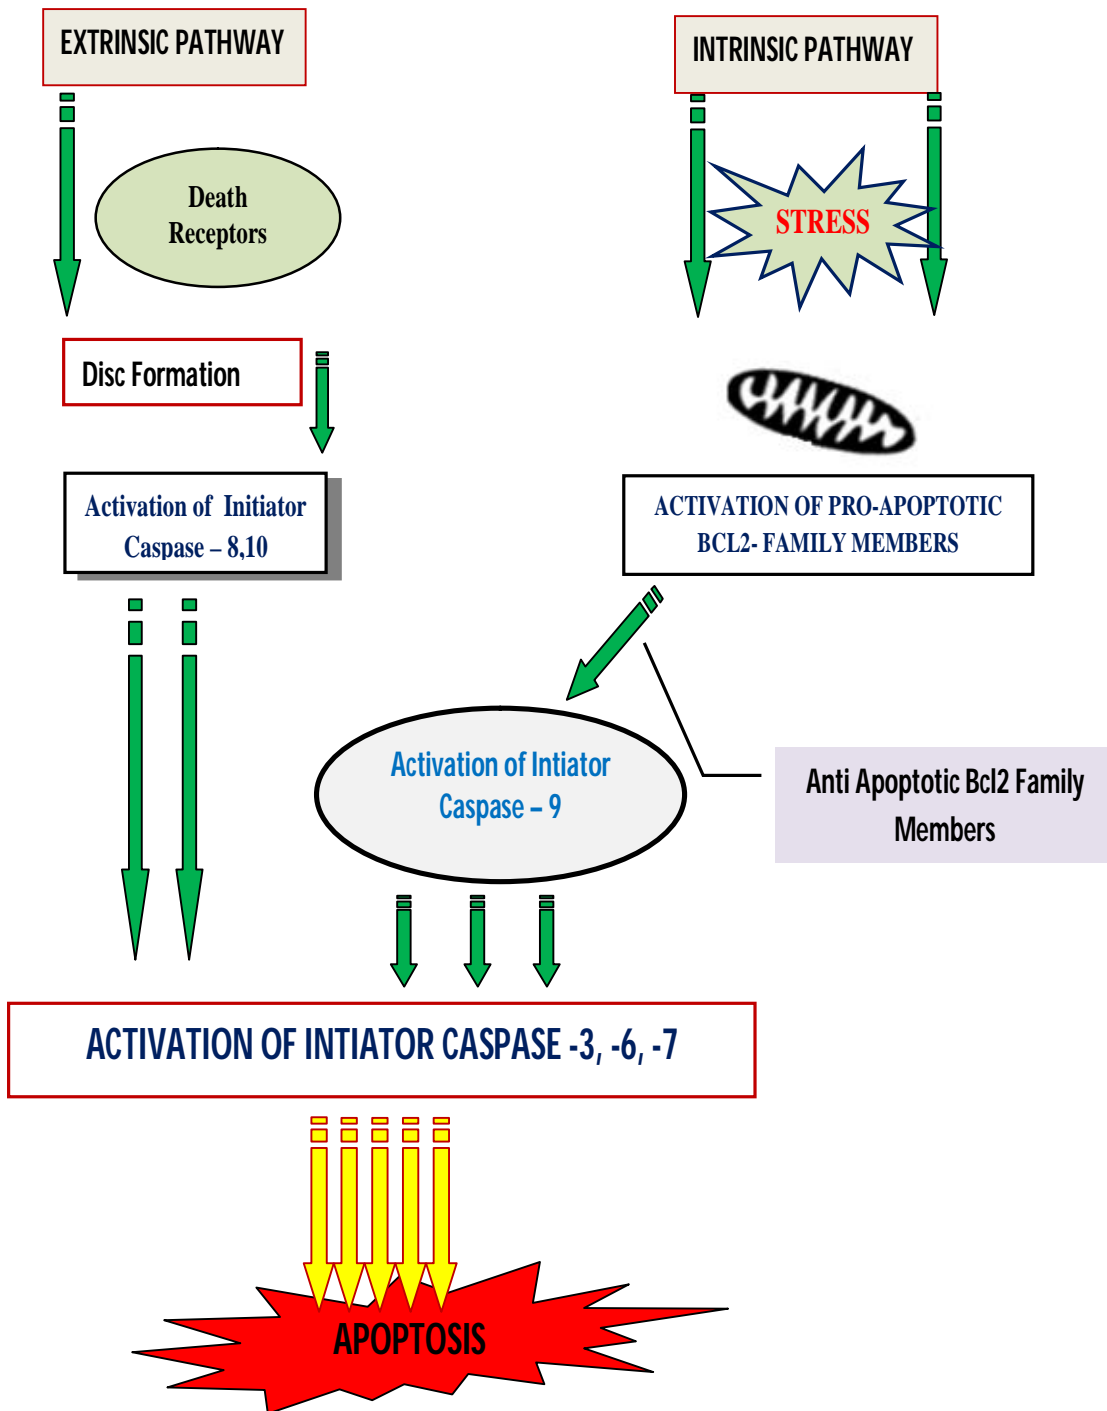 EXTRINSIC PATHWAY
INTRINSIC PATHWAY
Death
Receptors
STRESS
Disc Formation
Activation of Initiator
Caspase – 8,10
ACTIVATION OF PRO-APOPTOTIC
BCL2- FAMILY MEMBERS
Activation of Intiator
Caspase – 9
Anti Apoptotic Bcl2 Family
Members
ACTIVATION OF INTIATOR CASPASE -3, -6, -7
APOPTOSIS